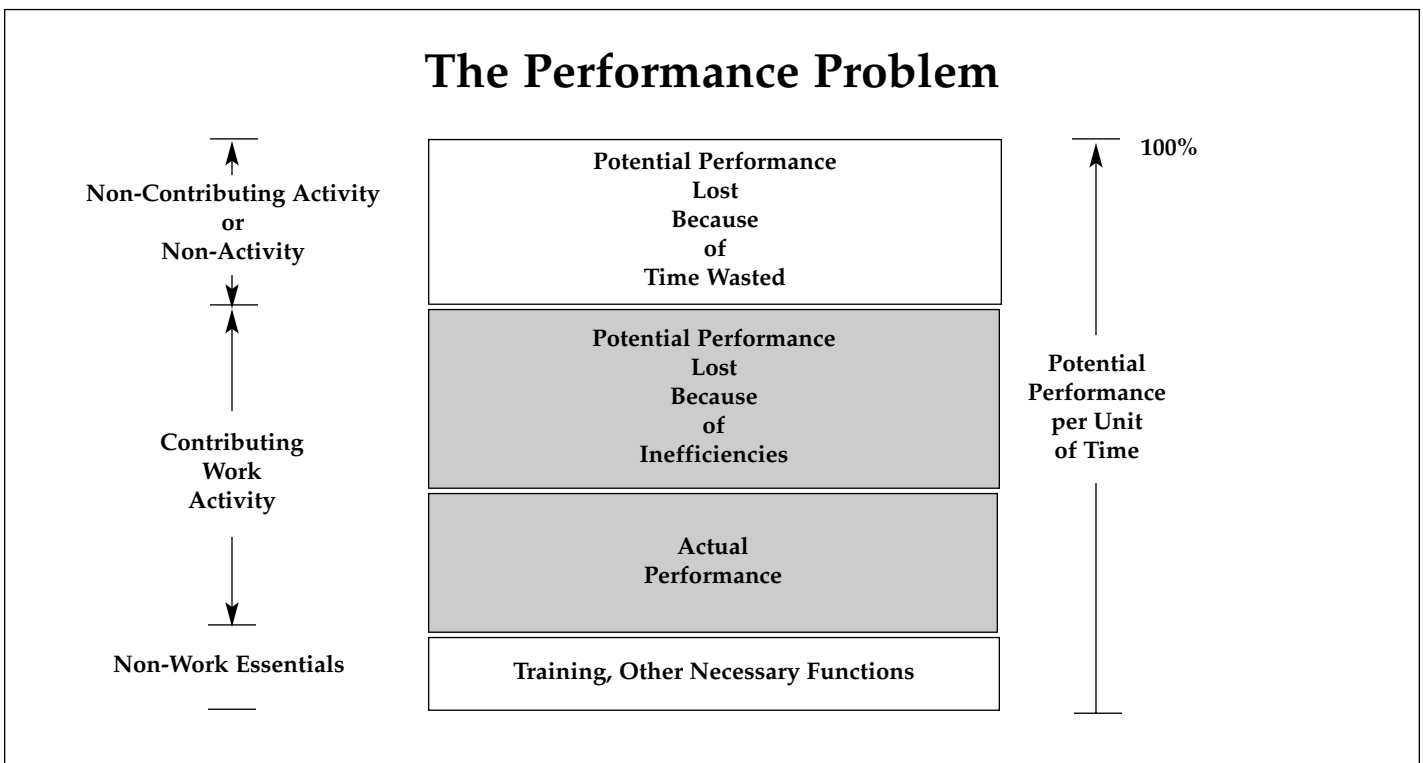 The Performance Problem
Non-Contributing Activity
or
Non-Activity
Contributing
Work
Activity
Non-Work Essentials
Potential Performance
Lost
Because
of
Time Wasted
Potential Performance
Lost
Because
of
Inefficiencies
Actual
Performance
Training, Other Necessary Functions
100%
Potential
Performance
per Unit
of Time